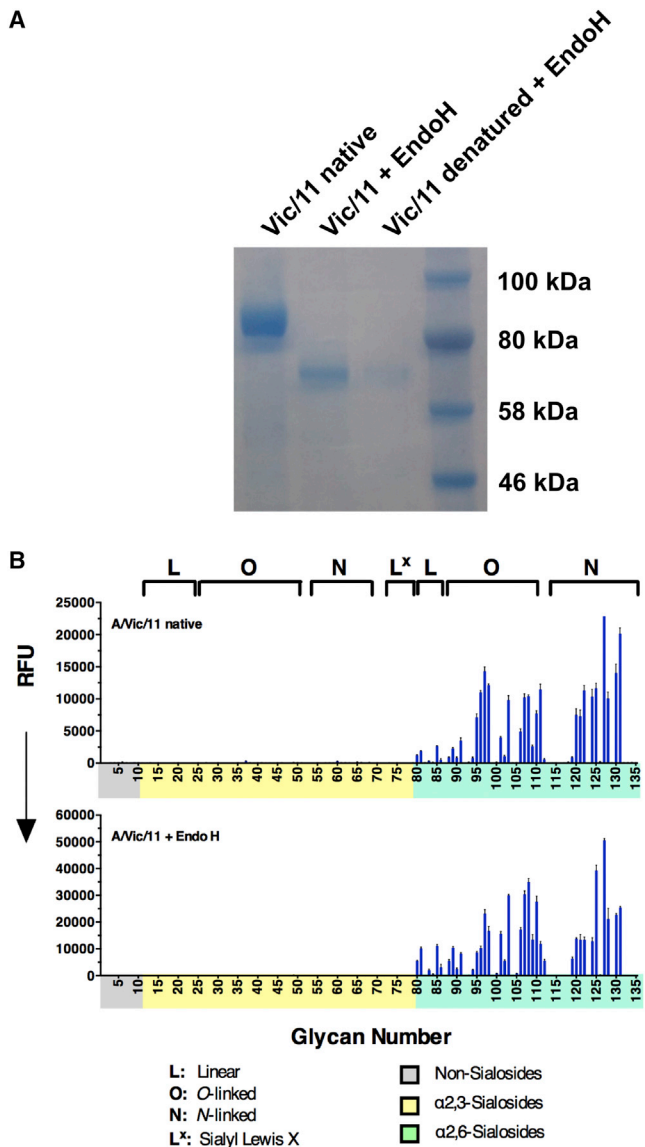 A
Vic/11 native
Vic/11 + EndoH
Vic/11 denatured + EndoH
100 kDa
80 kDa
58 kDa
46 kDa
B
L O N Lˣ L O N
RFU
25000
20000
15000
10000
5000
0
A/Vic/11 native
5 10 15 20 25 30 35 40 45 50 55 60 65 70 75 80 85 90 95 100 105 110 115 120 125 130 135
60000
50000
40000
30000
20000
10000
0
A/Vic/11 + Endo H
5 10 15 20 25 30 35 40 45 50 55 60 65 70 75 80 85 90 95 100 105 110 115 120 125 130 135
Glycan Number
L: Linear
O: O-linked
N: N-linked
Lˣ: Sialyl Lewis X
Non-Sialosides
α2,3-Sialosides
α2,6-Sialosides